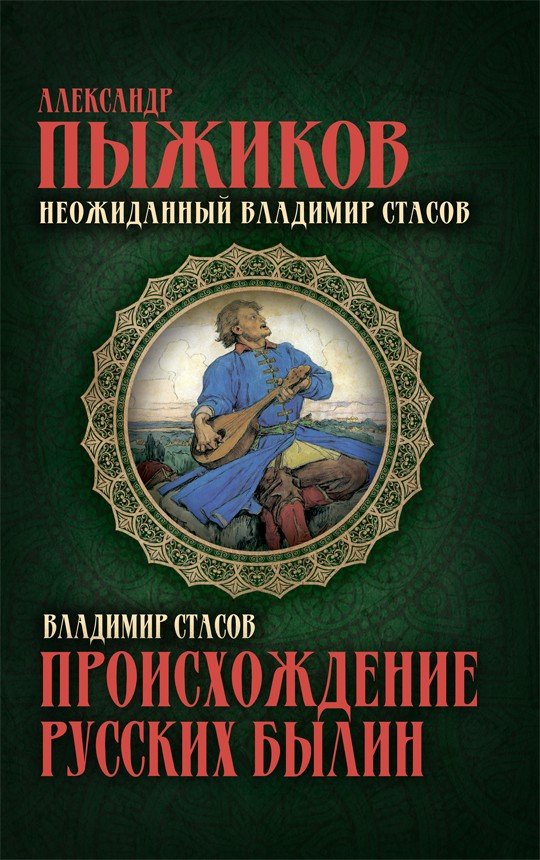 АЛЕКСАНДР
ПЫЖИКОВ
НЕОЖИДАННЫЙ ВЛАДИМИР СТАСОВ
ВЛАДИМИР СТАСОВ
ПРОИСХОЖДЕНИЕ
РУССКИХ БЫЛИН